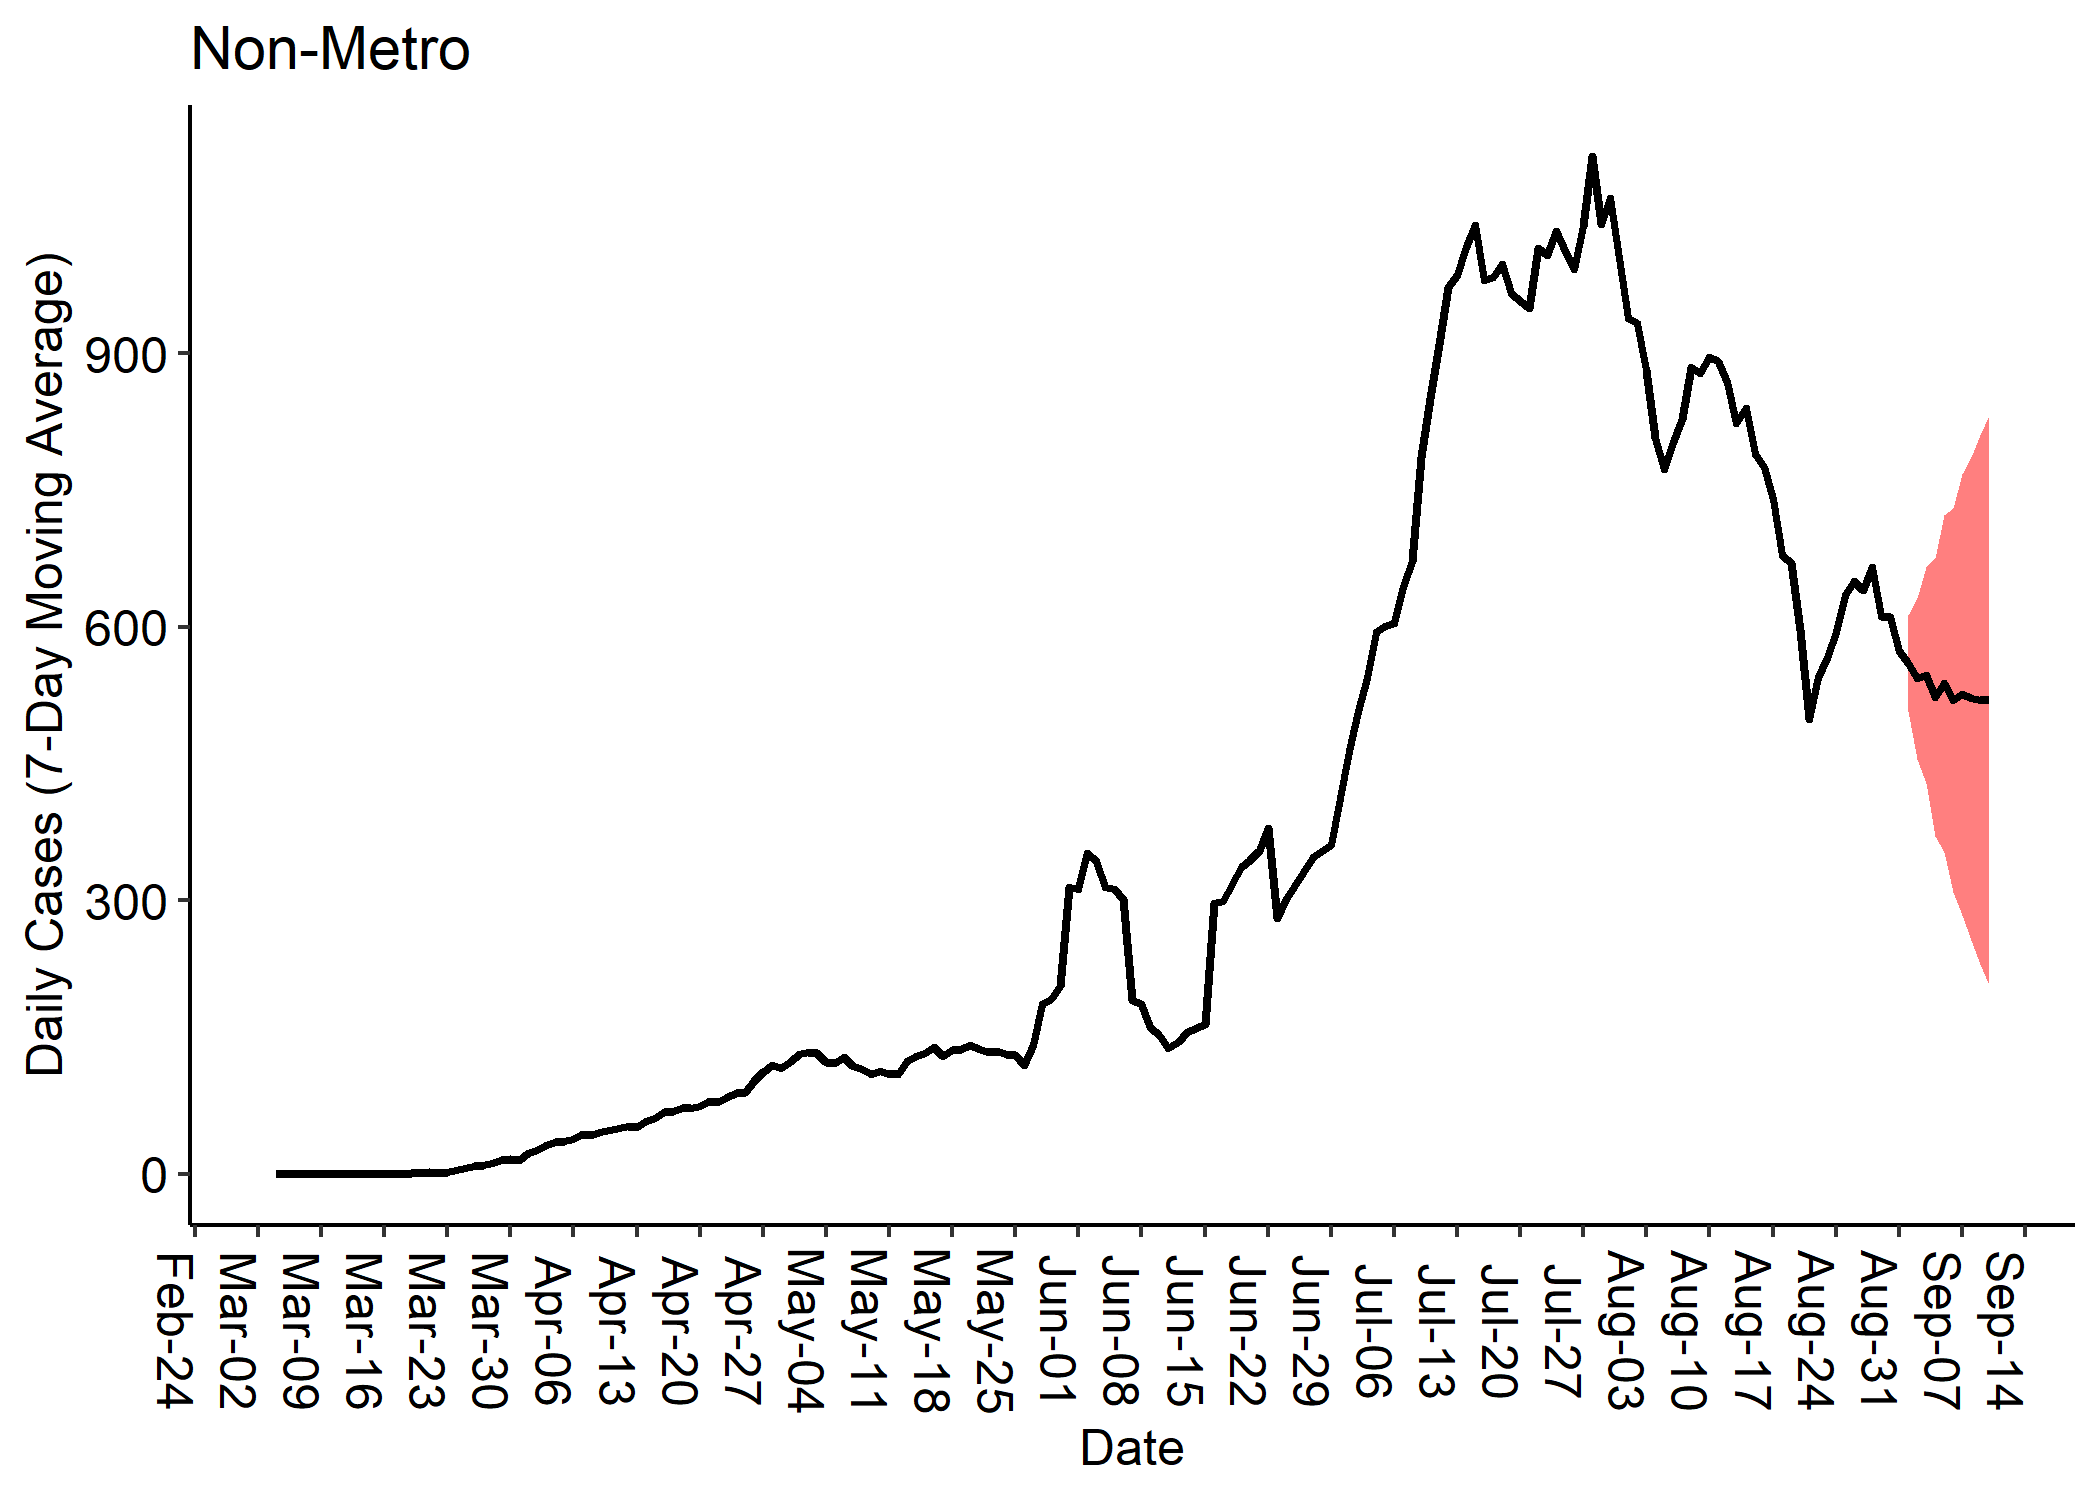 Non-Metro
Daily Cases (7-Day Moving Average)
900
600
300
0
Feb-24
Mar-02
Mar-09
Mar-16
Mar-23
Mar-30
Apr-06
Apr-13
Apr-20
Apr-27
May-04
May-11
May-18
May-25
Jun-01
Jun-08
Jun-15
Jun-22
Jun-29
Jul-06
Jul-13
Jul-20
Jul-27
Aug-03
Aug-10
Aug-17
Aug-24
Aug-31
Sep-07
Sep-14
Date